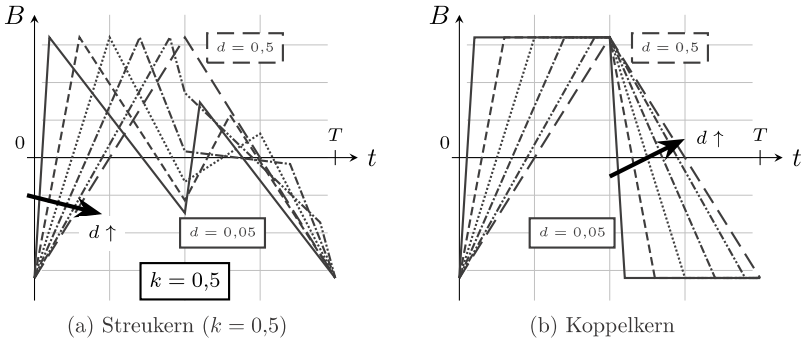 B
d = 0,5
0
T
t
d ↑
d = 0,05
k = 0,5
(a) Streukern (k = 0,5)
B
d = 0,5
0
d ↑
T
t
d = 0,05
(b) Koppelkern